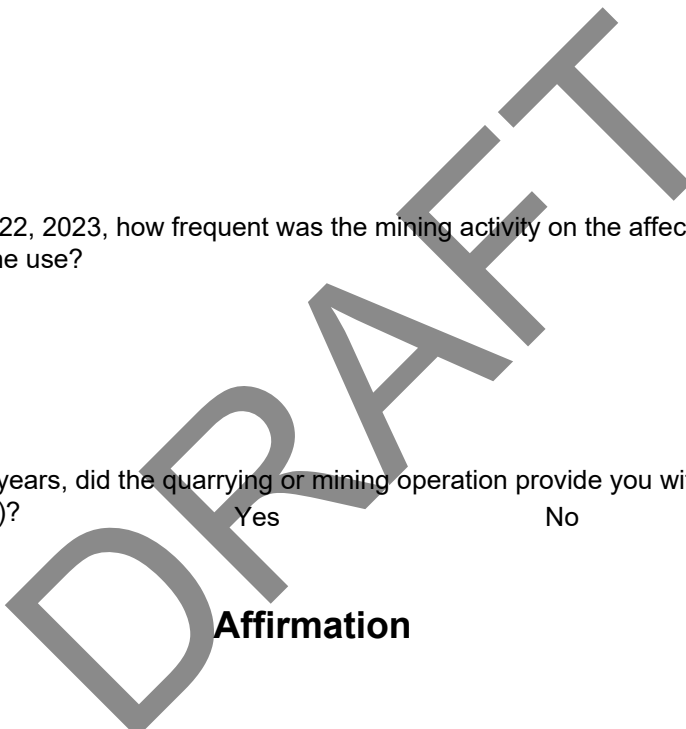 22, 2023, how frequent was the mining activity on the affec
e use?
years, did the quarrying or mining operation provide you wi
)?
Yes
No
Affirmation
DRAFT